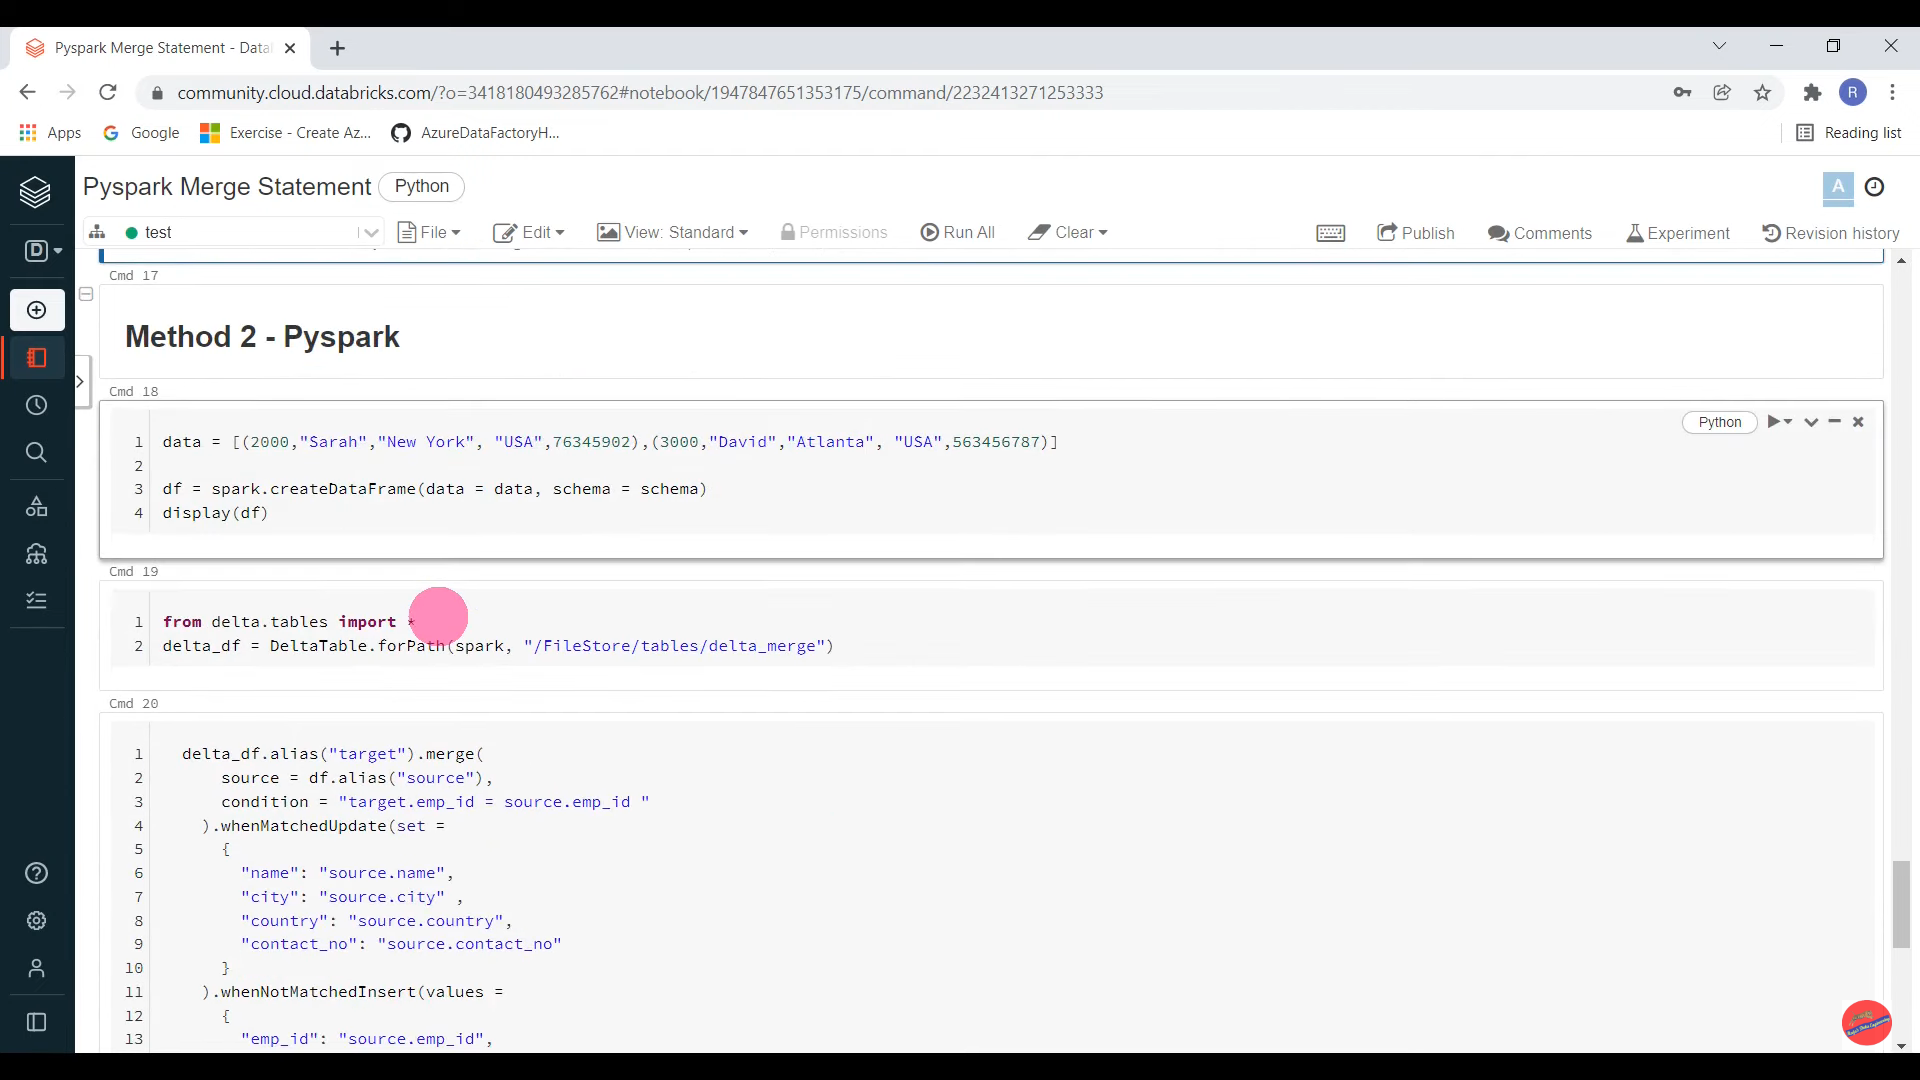 Pyspark Merge Statement - Data
community.cloud.databricks.com/?o=3418180493285762#notebook/1947847651353175/command/2232413271253333
R
Apps
Google
Exercise - Create Az...
AzureDataFactoryH...
Reading list
Pyspark Merge Statement
Python
A
D
test
File
Edit
View: Standard
Permissions
Run All
Clear
Publish
Comments
Experiment
Revision history
Cmd 17
Method 2 - Pyspark
Cmd 18
Python
1 data = [(2000,"Sarah","New York", "USA",76345902),(3000,"David","Atlanta", "USA",563456787)]
2
3 df = spark.createDataFrame(data = data, schema = schema)
4 display(df)
Cmd 19
1 from delta.tables import *
2 delta_df = DeltaTable.forPath(spark, "/FileStore/tables/delta_merge")
Cmd 20
1 delta_df.alias("target").merge(
2 source = df.alias("source"),
3 condition = "target.emp_id = source.emp_id "
4 ).whenMatchedUpdate(set =
5 {
6 "name": "source.name",
7 "city": "source.city" ,
8 "country": "source.country",
9 "contact_no": "source.contact_no"
10 }
11 ).whenNotMatchedInsert(values =
12 {
13 "emp_id": "source.emp_id",